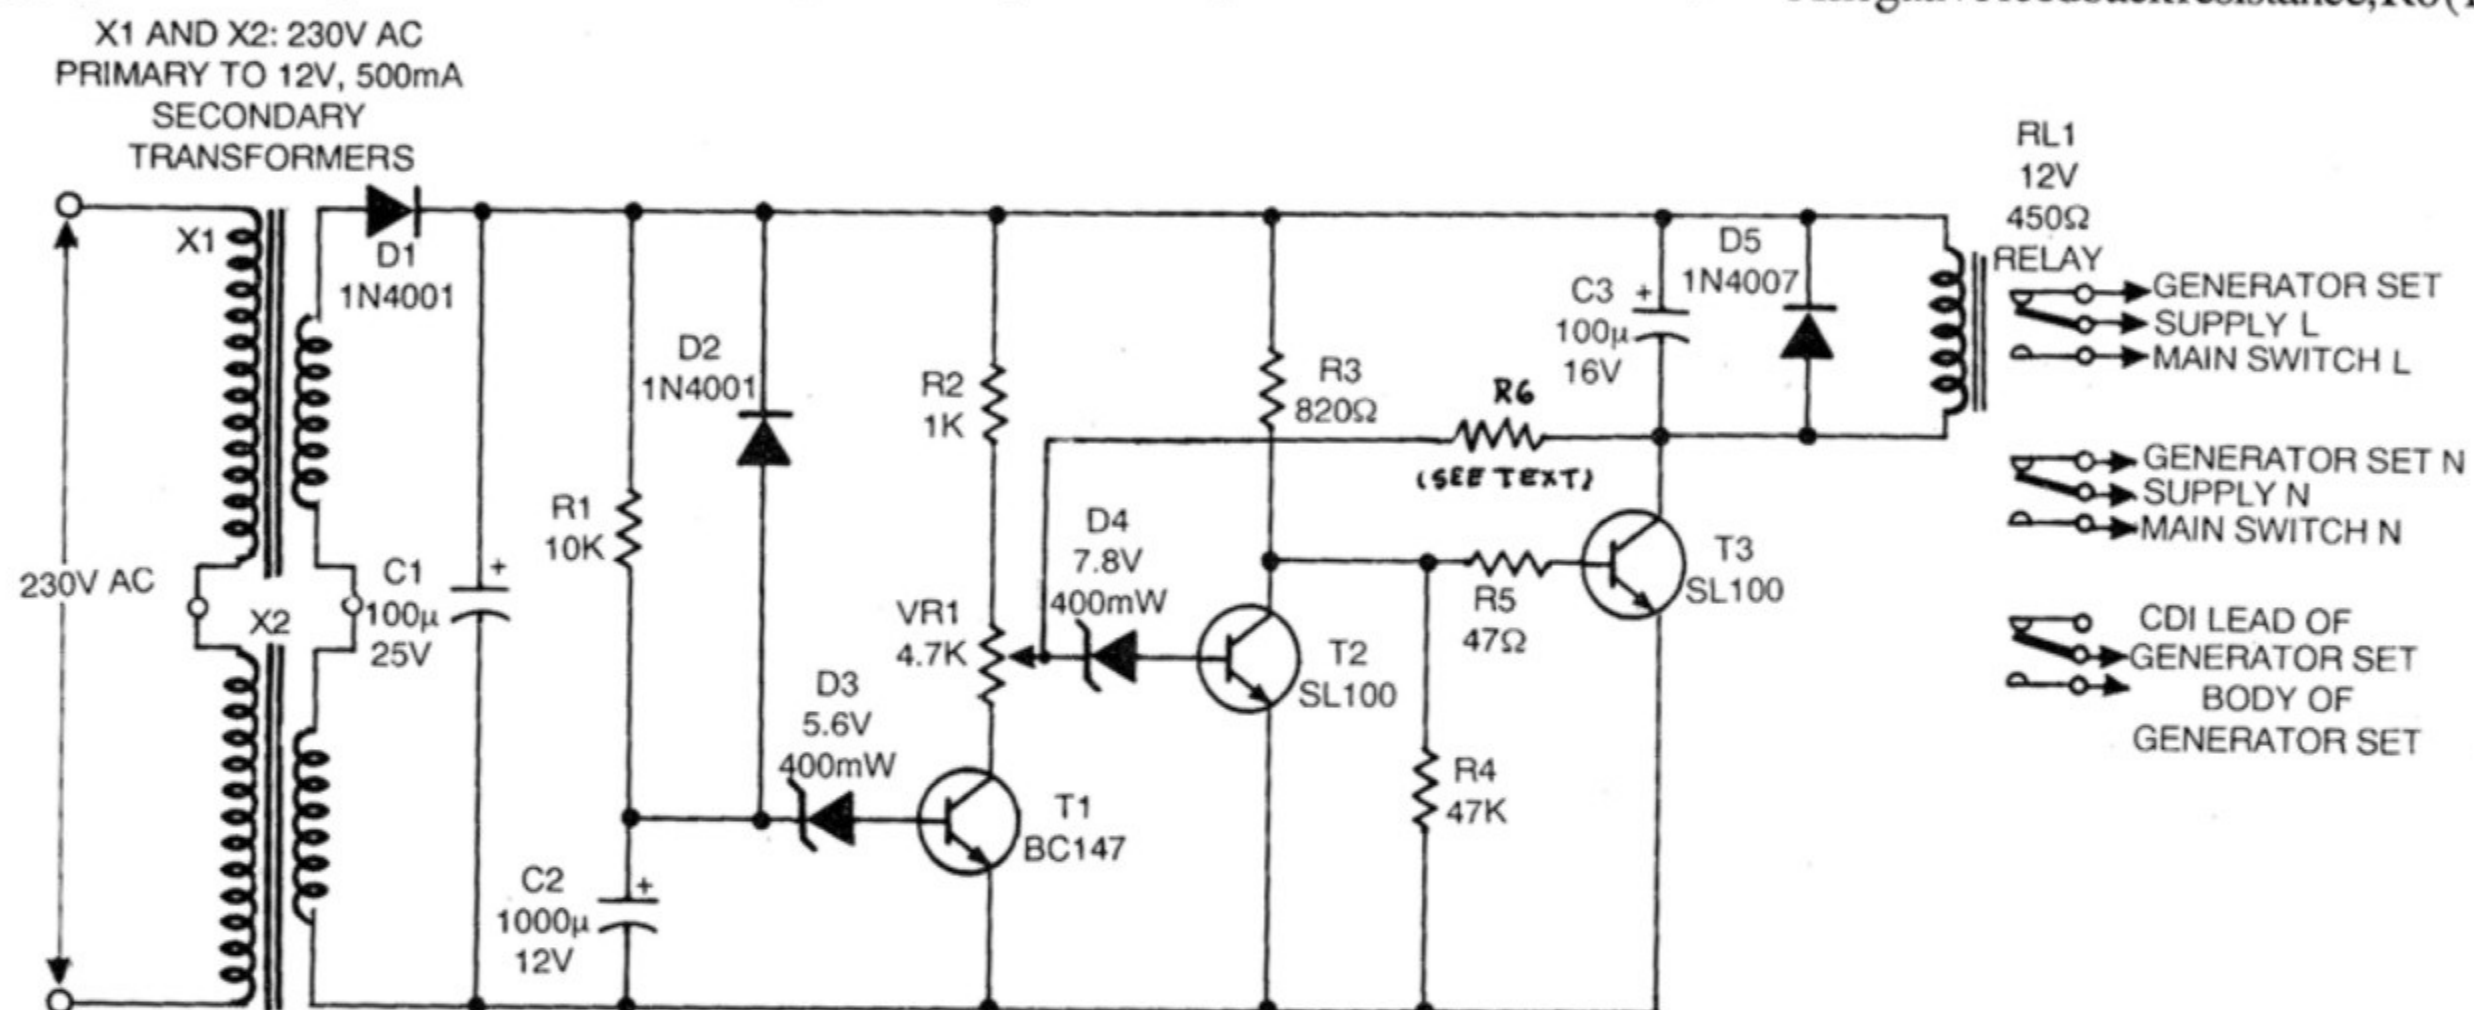 X1 AND X2: 230V AC
PRIMARY TO 12V, 500mA
SECONDARY
TRANSFORMERS
X1
D1
1N4001
230V AC
X2
C1
100µ
25V
+
R1
10K
D2
1N4001
C2
1000µ
12V
+
D3
5.6V
400mW
R2
1K
VR1
4.7K
T1
BC147
D4
7.8V
400mW
R3
820Ω
T2
SL100
R6
(SEE TEXT)
R5
47Ω
R4
47K
C3
100µ
16V
+
D5
1N4007
T3
SL100
RL1
12V
450Ω
RELAY
GENERATOR SET
SUPPLY L
MAIN SWITCH L
GENERATOR SET N
SUPPLY N
MAIN SWITCH N
CDI LEAD OF
GENERATOR SET
BODY OF
GENERATOR SET